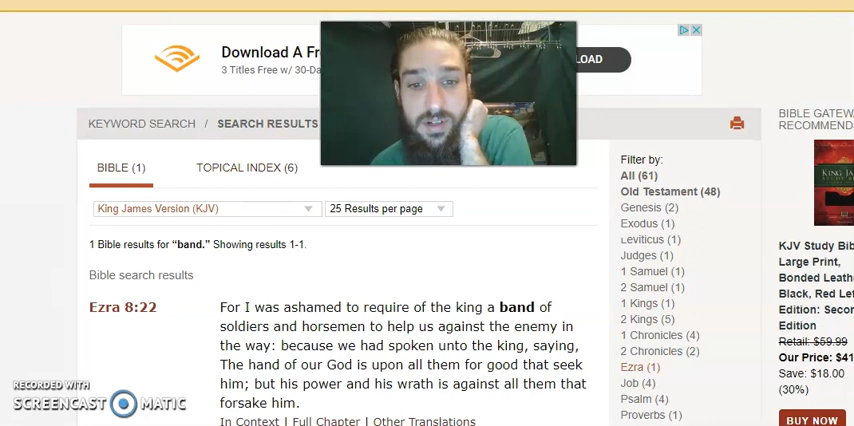 Download A Fr
3 Titles Free w/ 30-Da
LOAD
KEYWORD SEARCH / SEARCH RESULTS
BIBLE GATEW
RECOMMEND
BIBLE (1)
TOPICAL INDEX (6)
King James Version (KJV)
25 Results per page
1 Bible results for “band.” Showing results 1-1.
Bible search results
Ezra 8:22
For I was ashamed to require of the king a band of
soldiers and horsemen to help us against the enemy in
the way: because we had spoken unto the king, saying,
The hand of our God is upon all them for good that seek
him; but his power and his wrath is against all them that
forsake him.
In Context | Full Chapter | Other Translations
Filter by:
All (61)
Old Testament (48)
Genesis (2)
Exodus (1)
Leviticus (1)
Judges (1)
1 Samuel (1)
2 Samuel (1)
1 Kings (1)
2 Kings (5)
1 Chronicles (4)
2 Chronicles (2)
Ezra (1)
Job (4)
Psalm (4)
Proverbs (1)
KING JAMES
KJV Study Bib
Large Print,
Bonded Leath
Black, Red Let
Edition: Secon
Edition
Retail: $59.99
Our Price: $41
Save: $18.00
(30%)
BUY NOW
RECORDED WITH
SCREENCAST MATIC